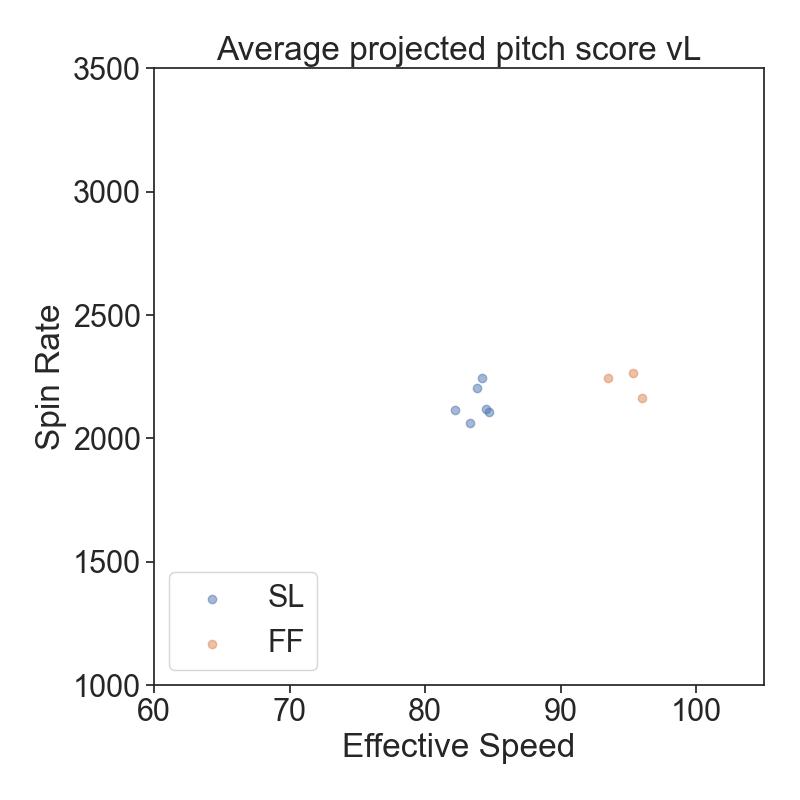 Average projected pitch score vL
3500
3000
2500
2000
1500
1000
Spin Rate
SL
FF
60 70 80 90 100
Effective Speed